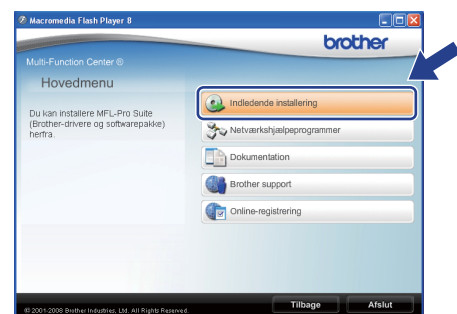 Macromedia Flash Player 8
brother
Multi-Function Center ®
Hovedmenu
Du kan installere MFL-Pro Suite
(Brother-drivere og softwarepakke)
herfra.
Indledende installering
Netværkshjælpeprogrammer
Dokumentation
Brother support
Online-registrering
© 2001-2008 Brother Industries, Ltd. All Rights Reserved.
Tilbage
Afslut